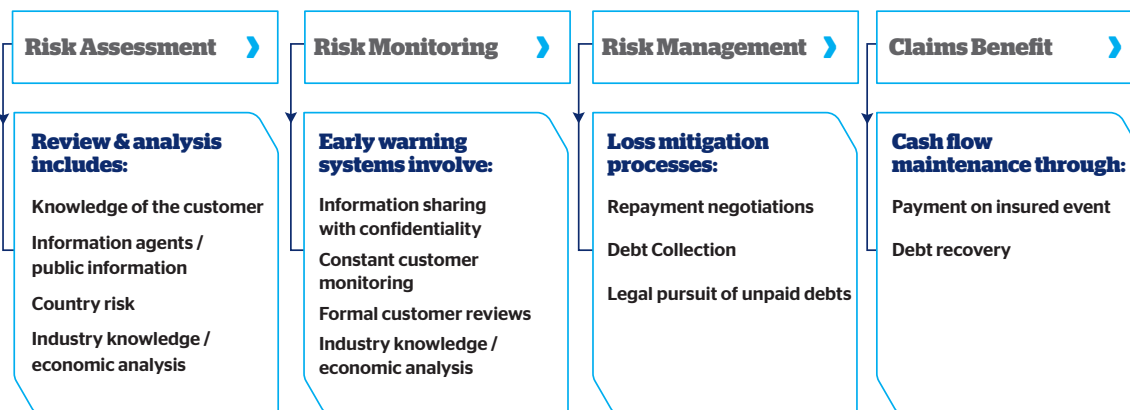 Risk Assessment
Risk Monitoring
Risk Management
Claims Benefit
Review & analysis
includes:
Knowledge of the customer
Information agents /
public information
Country risk
Industry knowledge /
economic analysis
Early warning
systems involve:
Information sharing
with confidentiality
Constant customer
monitoring
Formal customer reviews
Industry knowledge /
economic analysis
Loss mitigation
processes:
Repayment negotiations
Debt Collection
Legal pursuit of unpaid debts
Cash flow
maintenance through:
Payment on insured event
Debt recovery